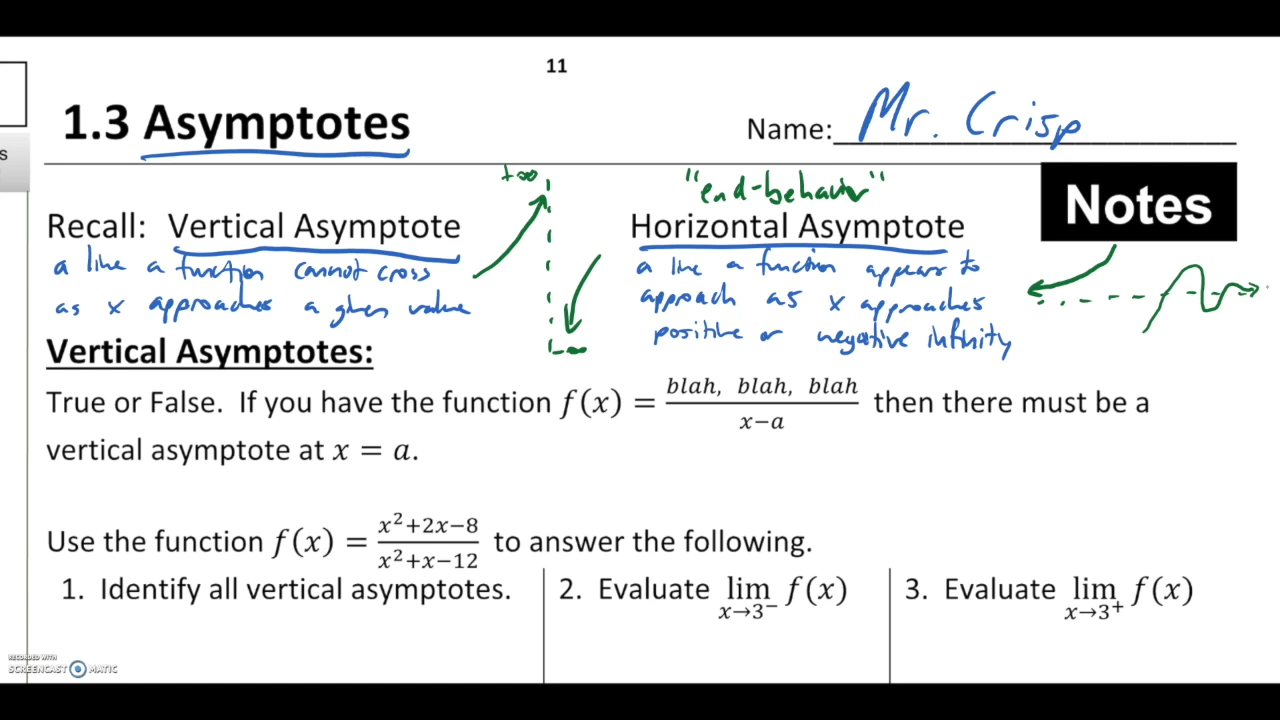 11
1.3 Asymptotes
Name: Mr. Crisp
s
+∞
"end-behavior"
Notes
Recall: Vertical Asymptote
Horizontal Asymptote
a line a function cannot cross
as x approaches a given value
a line a function appears to
approach as x approaches
positive or negative infinity
-∞
Vertical Asymptotes:
True or False. If you have the function f(x) = blah, blah, blah / x−a then there must be a
vertical asymptote at x = a.
Use the function f(x) = x²+2x−8 / x²+x−12 to answer the following.
1. Identify all vertical asymptotes.
2. Evaluate lim x→3⁻ f(x)
3. Evaluate lim x→3⁺ f(x)
RECORDED WITH
SCREENCAST MATIC